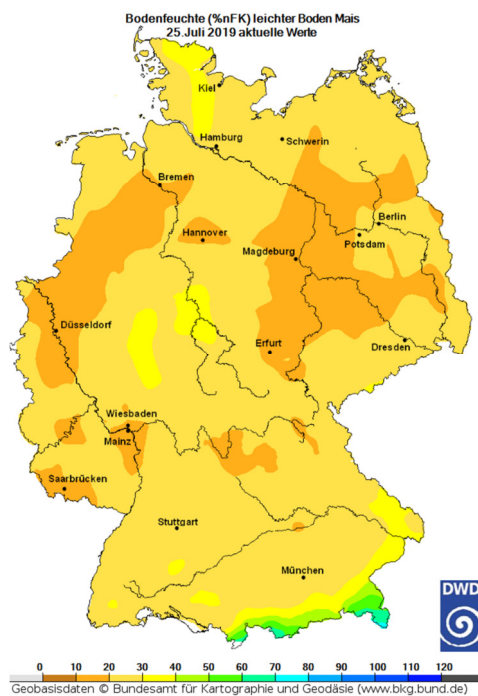 Bodenfeuchte (%nFK) leichter Boden Mais
25.Juli 2019 aktuelle Werte
Kiel
Hamburg
Schwerin
Bremen
Hannover
Berlin
Potsdam
Magdeburg
Düsseldorf
Erfurt
Dresden
Wiesbaden
Mainz
Saarbrücken
Stuttgart
München
DWD
0 10 20 30 40 50 60 70 80 90 100 110 120
Geobasisdaten © Bundesamt für Kartographie und Geodäsie (www.bkg.bund.de)